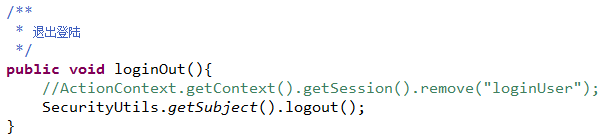 /**
 * 退出登陆
 */
public void loginOut(){
    //ActionContext.getContext().getSession().remove("loginUser");
    SecurityUtils.getSubject().logout();
}